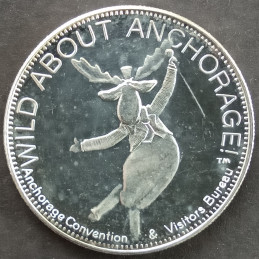 WILD ABOUT ANCHORAGE!
TM
Anchorage Convention & Visitors Bureau